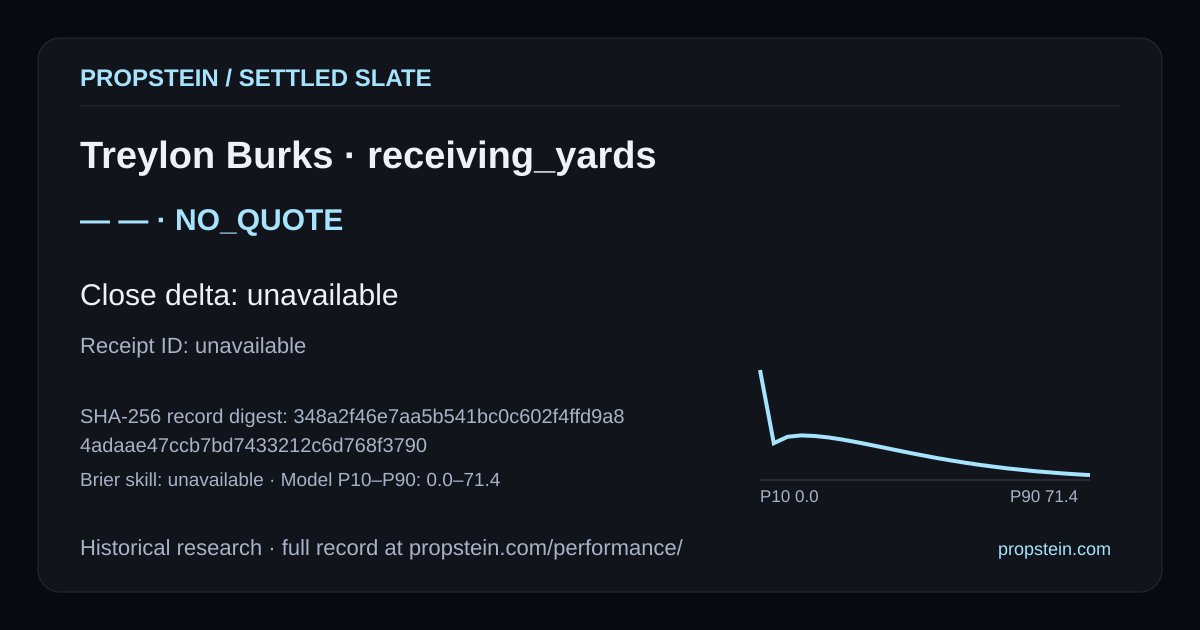 PROPSTEIN / SETTLED SLATE
Treylon Burks · receiving_yards
— — · NO_QUOTE
Close delta: unavailable
Receipt ID: unavailable
SHA-256 record digest: 348a2f46e7aa5b541bc0c602f4ffd9a8
4adaae47ccb7bd7433212c6d768f3790
Brier skill: unavailable · Model P10–P90: 0.0–71.4
P10 0.0
P90 71.4
Historical research · full record at propstein.com/performance/
propstein.com